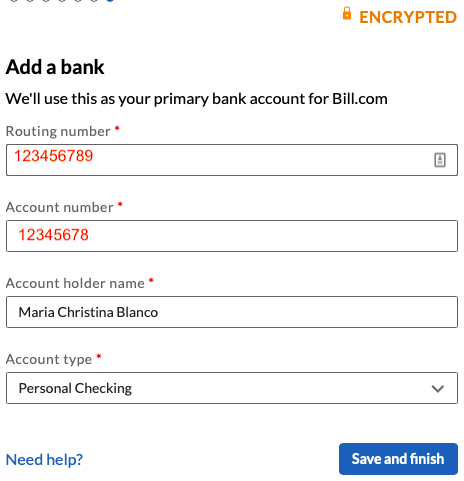 ENCRYPTED
Add a bank
We'll use this as your primary bank account for Bill.com
Routing number *
123456789
Account number *
12345678
Account holder name *
Maria Christina Blanco
Account type *
Personal Checking
Need help?
Save and finish